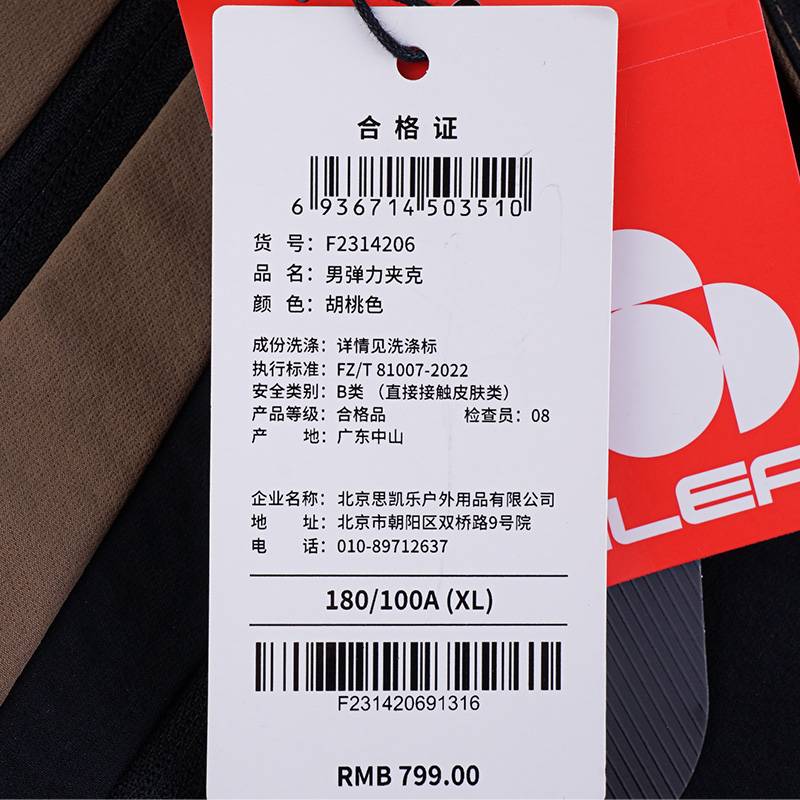 合格证
6 936714 503510
货 号：F2314206
品 名：男弹力夹克
颜 色：胡桃色
成份洗涤：详情见洗涤标
执行标准：FZ/T 81007-2022
安全类别：B类 （直接接触皮肤类）
产品等级：合格品 检查员：08
产 地：广东中山
企业名称：北京思凯乐户外用品有限公司
地 址：北京市朝阳区双桥路9号院
电 话：010-89712637
180/100A (XL)
F231420691316
RMB 799.00